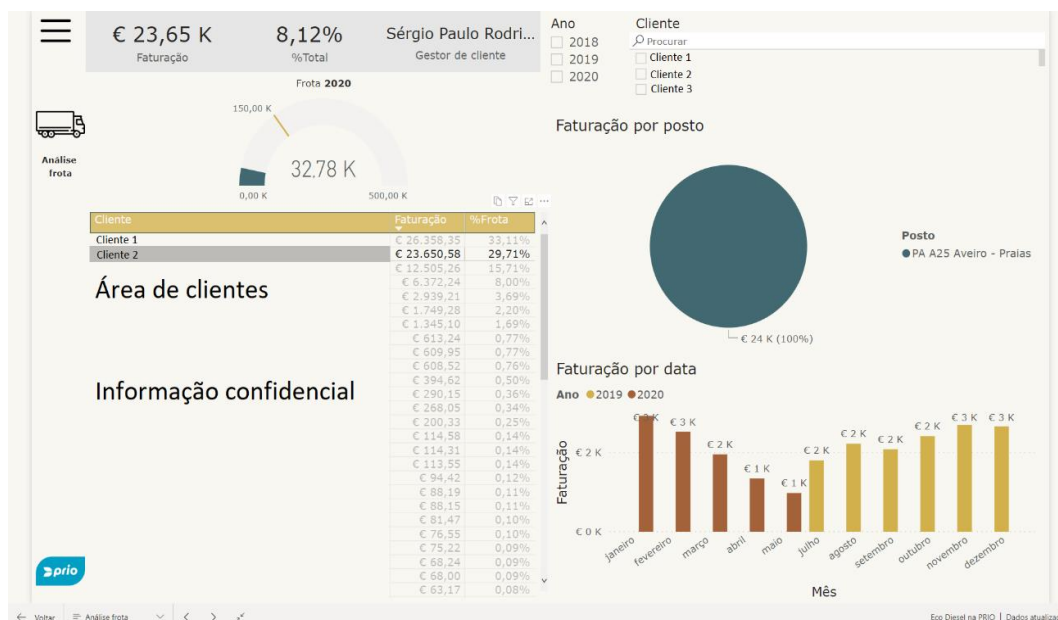 € 23,65 K
Faturação
8,12%
%Total
Sérgio Paulo Rodri...
Gestor de cliente
Ano
2018
2019
2020
Cliente
Procurar
Cliente 1
Cliente 2
Cliente 3
Análise
frota
Frota 2020
150,00 K
32,78 K
0,00 K
500,00 K
Cliente Faturação %Frota
Cliente 1 € 26.358,35 33,11%
Cliente 2 € 23.650,58 29,71%
€ 12.505,26 15,71%
€ 6.372,24 8,00%
€ 2.939,21 3,69%
€ 1.749,28 2,20%
€ 1.345,10 1,69%
€ 613,24 0,77%
€ 609,95 0,77%
€ 608,52 0,76%
€ 394,62 0,50%
€ 290,15 0,36%
€ 268,05 0,34%
€ 200,33 0,25%
€ 114,58 0,14%
€ 114,31 0,14%
€ 113,55 0,14%
€ 94,42 0,12%
€ 88,19 0,11%
€ 88,15 0,11%
€ 81,47 0,10%
€ 76,55 0,10%
€ 75,22 0,09%
€ 68,24 0,09%
€ 68,00 0,09%
€ 63,17 0,08%
Área de clientes
Informação confidencial
Faturação por posto
Posto
PA A25 Aveiro - Praias
€ 24 K (100%)
Faturação por data
Ano 2019 2020
Faturação
€ 2 K
€ 0 K
€ 3 K
€ 3 K
€ 2 K
€ 1 K
€ 1 K
€ 2 K
€ 2 K
€ 2 K
€ 2 K
€ 3 K
€ 3 K
janeiro
fevereiro
março
abril
maio
julho
agosto
setembro
outubro
novembro
dezembro
Mês
prio
Voltar
Análise frota
Eco Diesel na PRIO | Dados atualiza